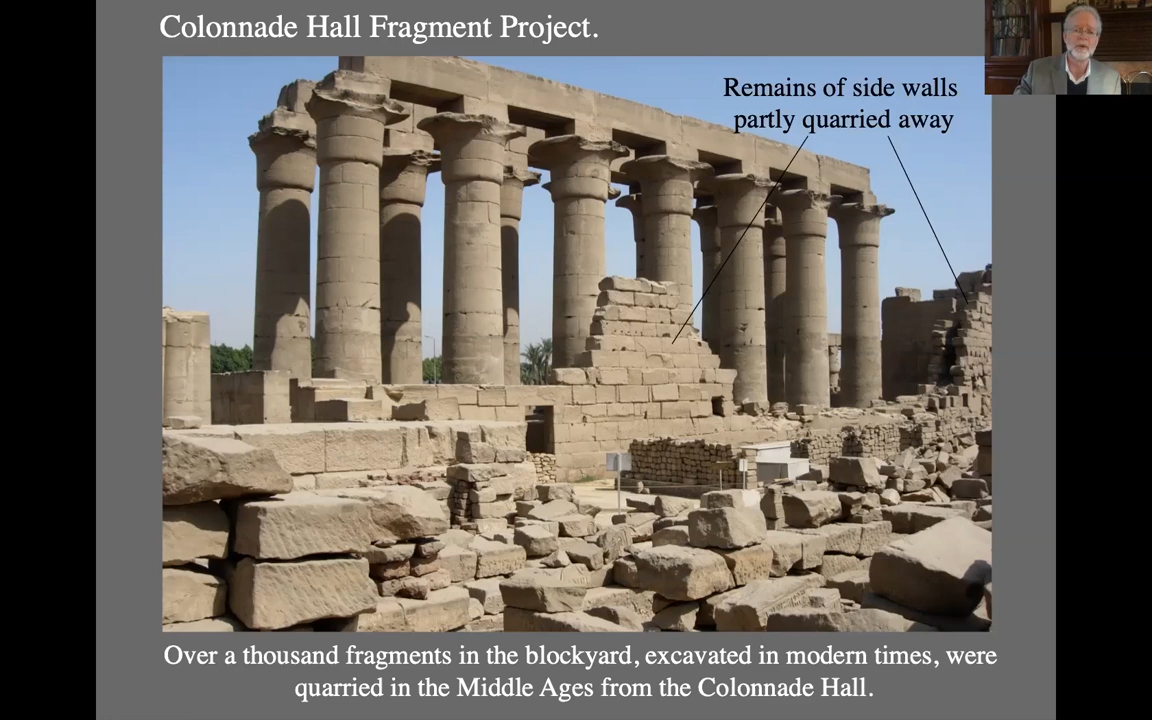 Colonnade Hall Fragment Project.
Remains of side walls
partly quarried away
Over a thousand fragments in the blockyard, excavated in modern times, were
quarried in the Middle Ages from the Colonnade Hall.